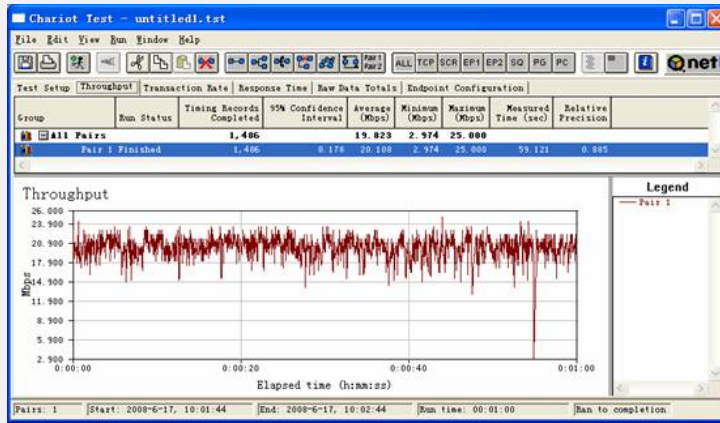 Chariot Test - untitled1.tst
File Edit View Run Window Help
ALL TCP SCR EP1 EP2 SQ PG PC
Pair 1
Pair 2
neti
Test Setup Throughput Transaction Rate Response Time Raw Data Totals Endpoint Configuration
Group Run Status Timing Records Completed 95% Confidence Interval Average (Mbps) Minimum (Mbps) Maximum (Mbps) Measured Time (sec) Relative Precision
All Pairs 1,486 19.823 2.974 25.000
Pair 1 Finished 1,486 0.178 20.108 2.974 25.000 59.121 0.885
Throughput
Mbps
26.000
23.900
20.900
17.900
14.900
11.900
8.900
5.900
2.900
0:00:00 0:00:20 0:00:40 0:01:00
Elapsed time (h:mm:ss)
Legend
Pair 1
Pairs: 1 Start: 2008-6-17, 10:01:44 End: 2008-6-17, 10:02:44 Run time: 00:01:00 Ran to completion